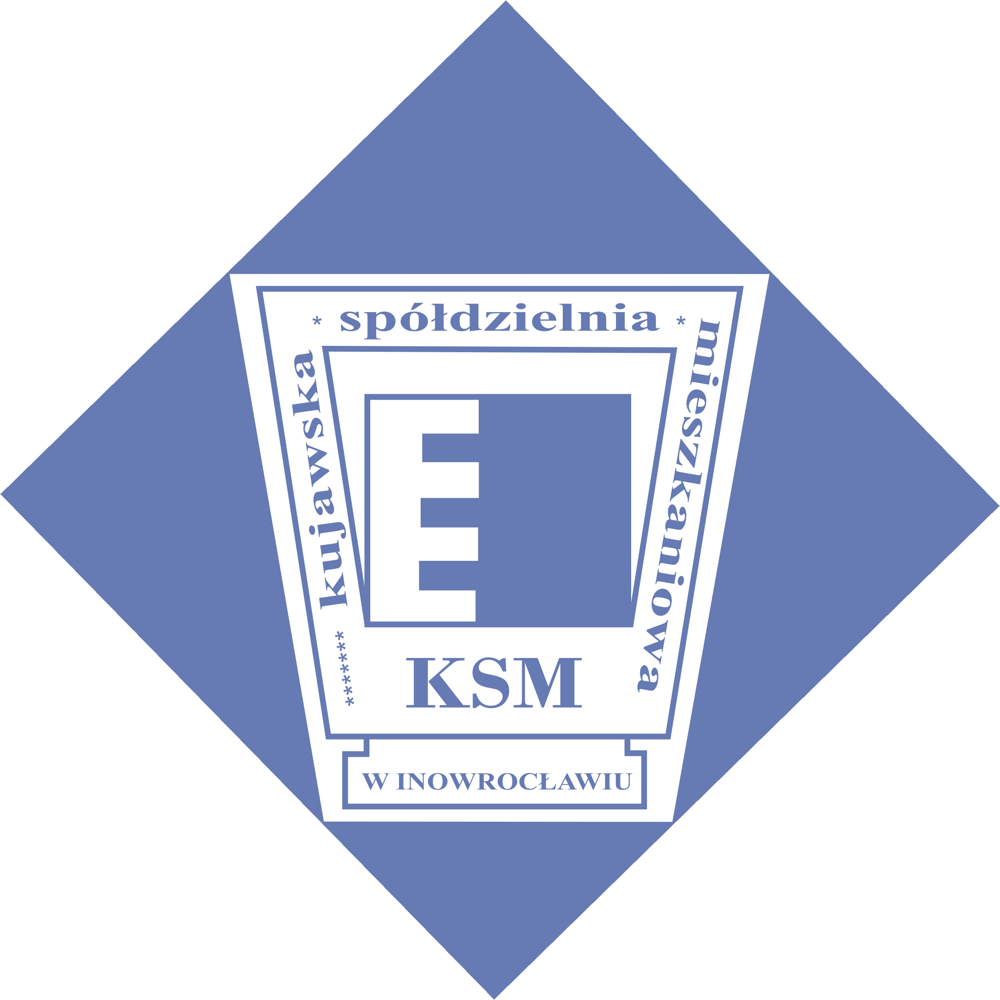 ****** Kujawska
* spółdzielnia *
mieszkaniowa
KSM
W INOWROCŁAWIU